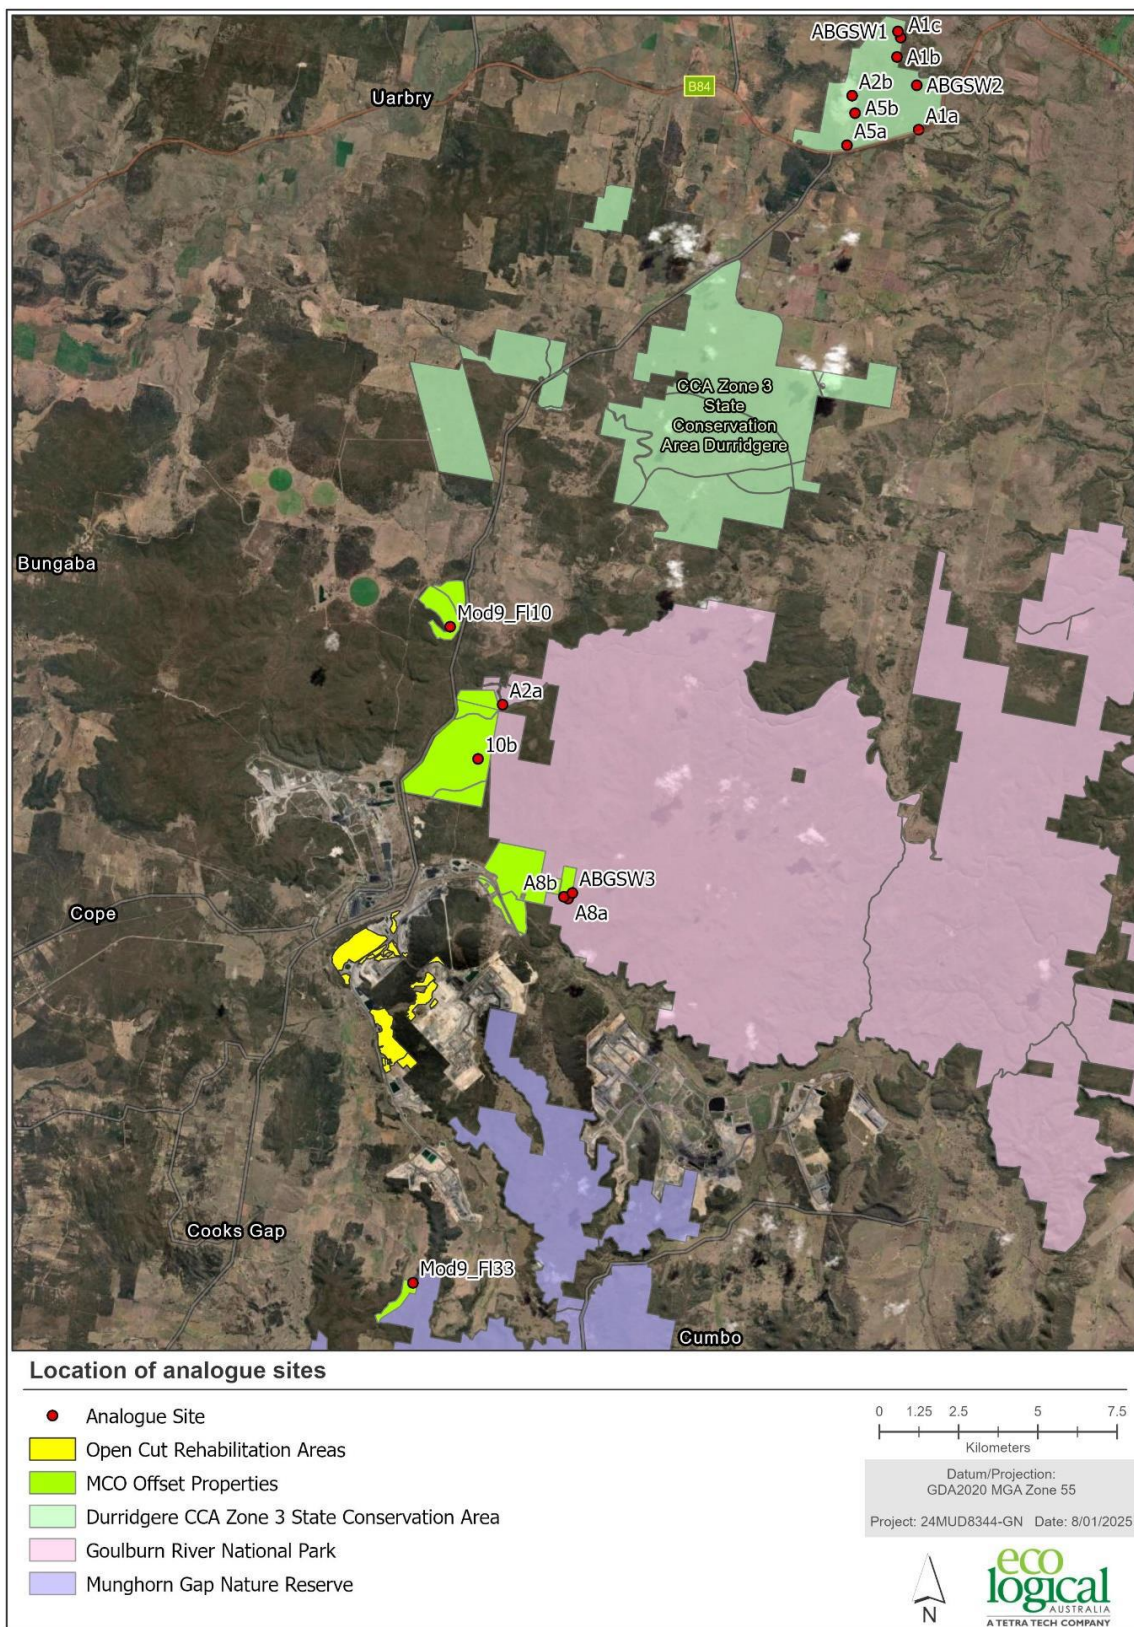 ABGSW1
A1c
A1b
B84
Uarbry
A2b
ABGSW2
A5b
A1a
A5a
CCA Zone 3
State
Conservation
Area Durridgere
Bungaba
Mod9_Fl10
A2a
10b
A8b
ABGSW3
A8a
Cope
Cooks Gap
Mod9_Fl33
Cumbo
Location of analogue sites
Analogue Site
Open Cut Rehabilitation Areas
MCO Offset Properties
Durridgere CCA Zone 3 State Conservation Area
Goulburn River National Park
Munghorn Gap Nature Reserve
0 1.25 2.5 5 7.5
Kilometers
Datum/Projection:
GDA2020 MGA Zone 55
Project: 24MUD8344-GN Date: 8/01/2025
N
eco
logical
AUSTRALIA
A TETRA TECH COMPANY